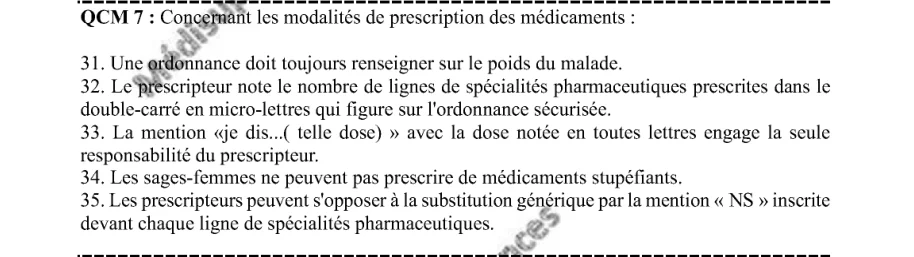 QCM 7 : Concernant les modalités de prescription des médicaments :
31. Une ordonnance doit toujours renseigner sur le poids du malade.
32. Le prescripteur note le nombre de lignes de spécialités pharmaceutiques prescrites dans le
double-carré en micro-lettres qui figure sur l'ordonnance sécurisée.
33. La mention «je dis...( telle dose) » avec la dose notée en toutes lettres engage la seule
responsabilité du prescripteur.
34. Les sages-femmes ne peuvent pas prescrire de médicaments stupéfiants.
35. Les prescripteurs peuvent s'opposer à la substitution générique par la mention « NS » inscrite
devant chaque ligne de spécialités pharmaceutiques.